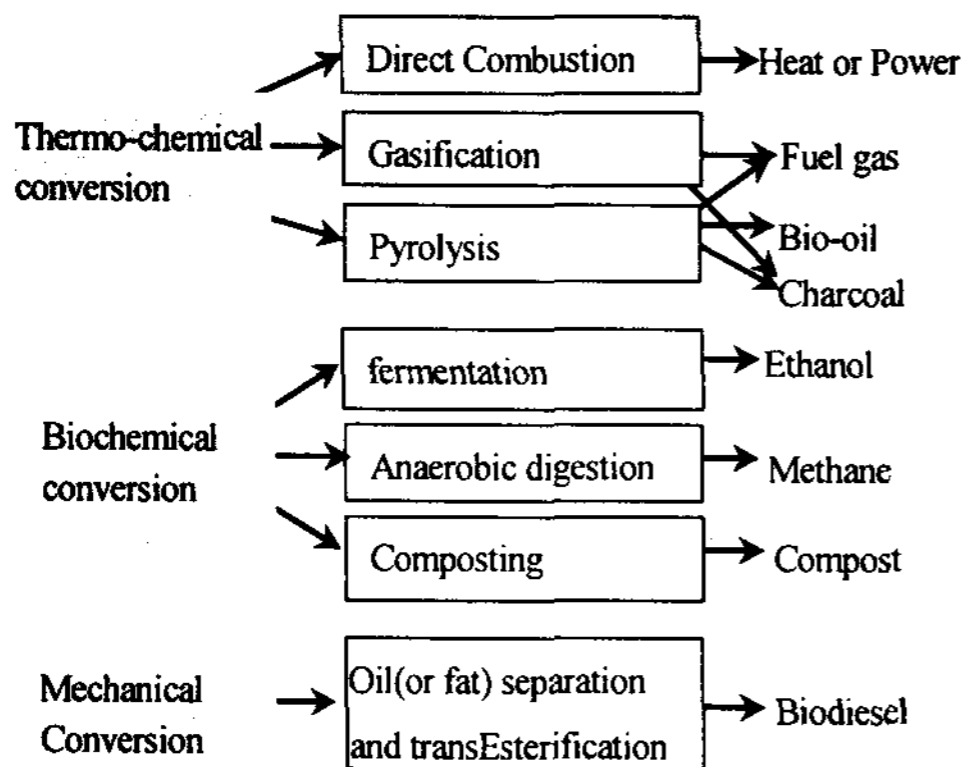 Direct Combustion
Heat or Power
Thermo-chemical
conversion
Gasification
Fuel gas
Pyrolysis
Bio-oil
Charcoal
fermentation
Ethanol
Biochemical
conversion
Anaerobic digestion
Methane
Composting
Compost
Mechanical
Conversion
Oil(or fat) separation
and transEsterification
Biodiesel